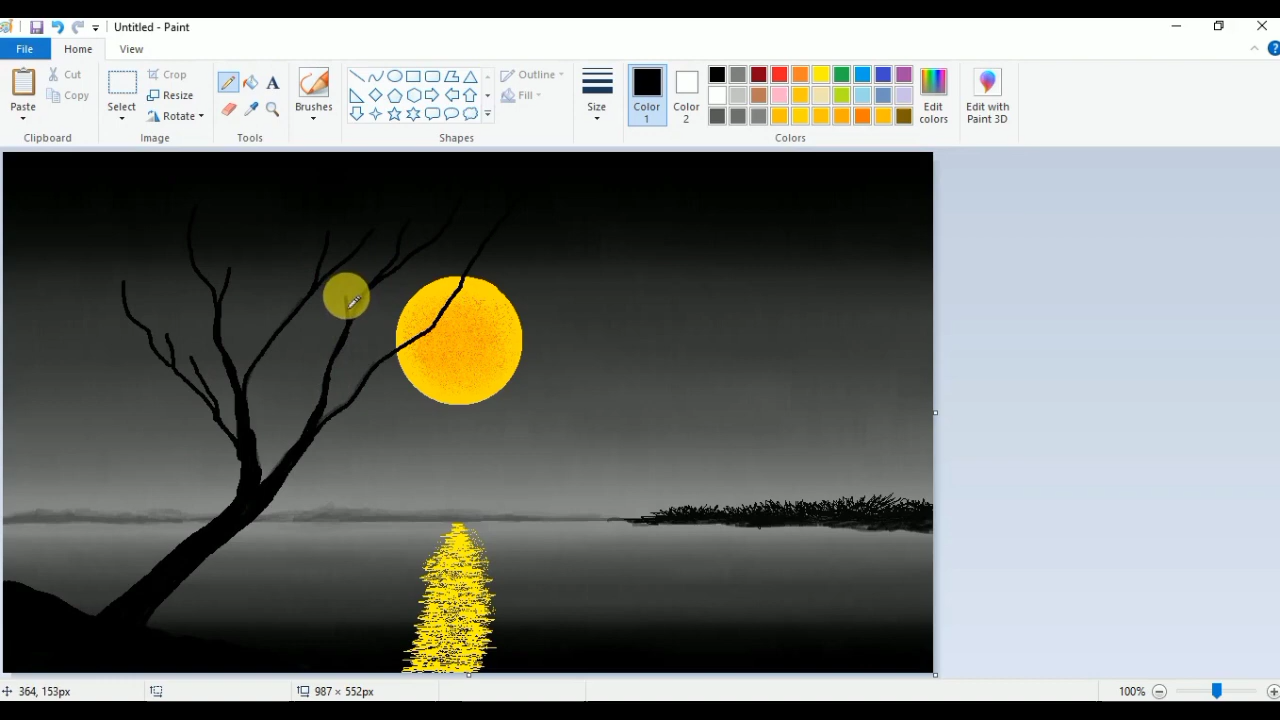 Untitled - Paint
File Home View
Paste
Cut
Copy
Clipboard
Select
Crop
Resize
Rotate
Image
A
Tools
Brushes
Shapes
Outline
Fill
Size
Color 1
Color 2
Edit colors
Colors
Edit with Paint 3D
?
364, 153px
987 × 552px
100%